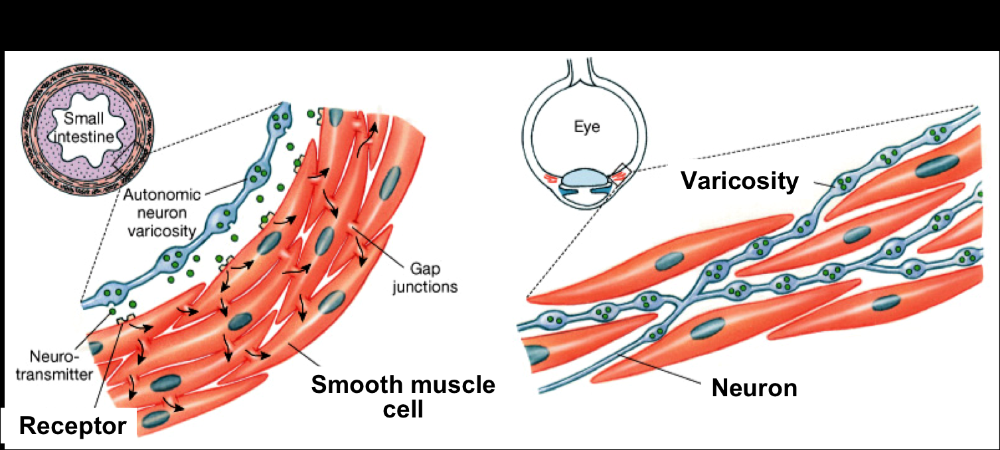 Small
intestine
Autonomic
neuron
varicosity
Gap
junctions
Neuro-
transmitter
Receptor
Smooth muscle
cell
Eye
Varicosity
Neuron